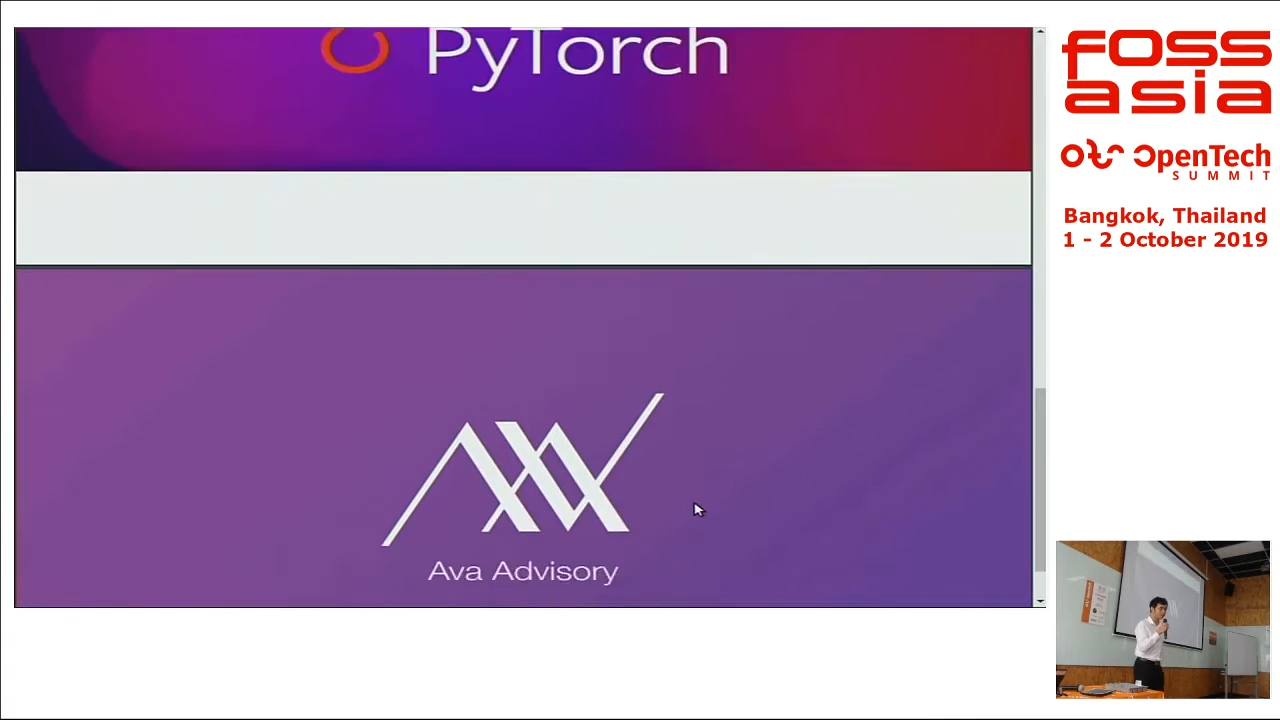 PyTorch
Ava Advisory
FOSS
asia
OpenTech
SUMMIT
Bangkok, Thailand
1 - 2 October 2019